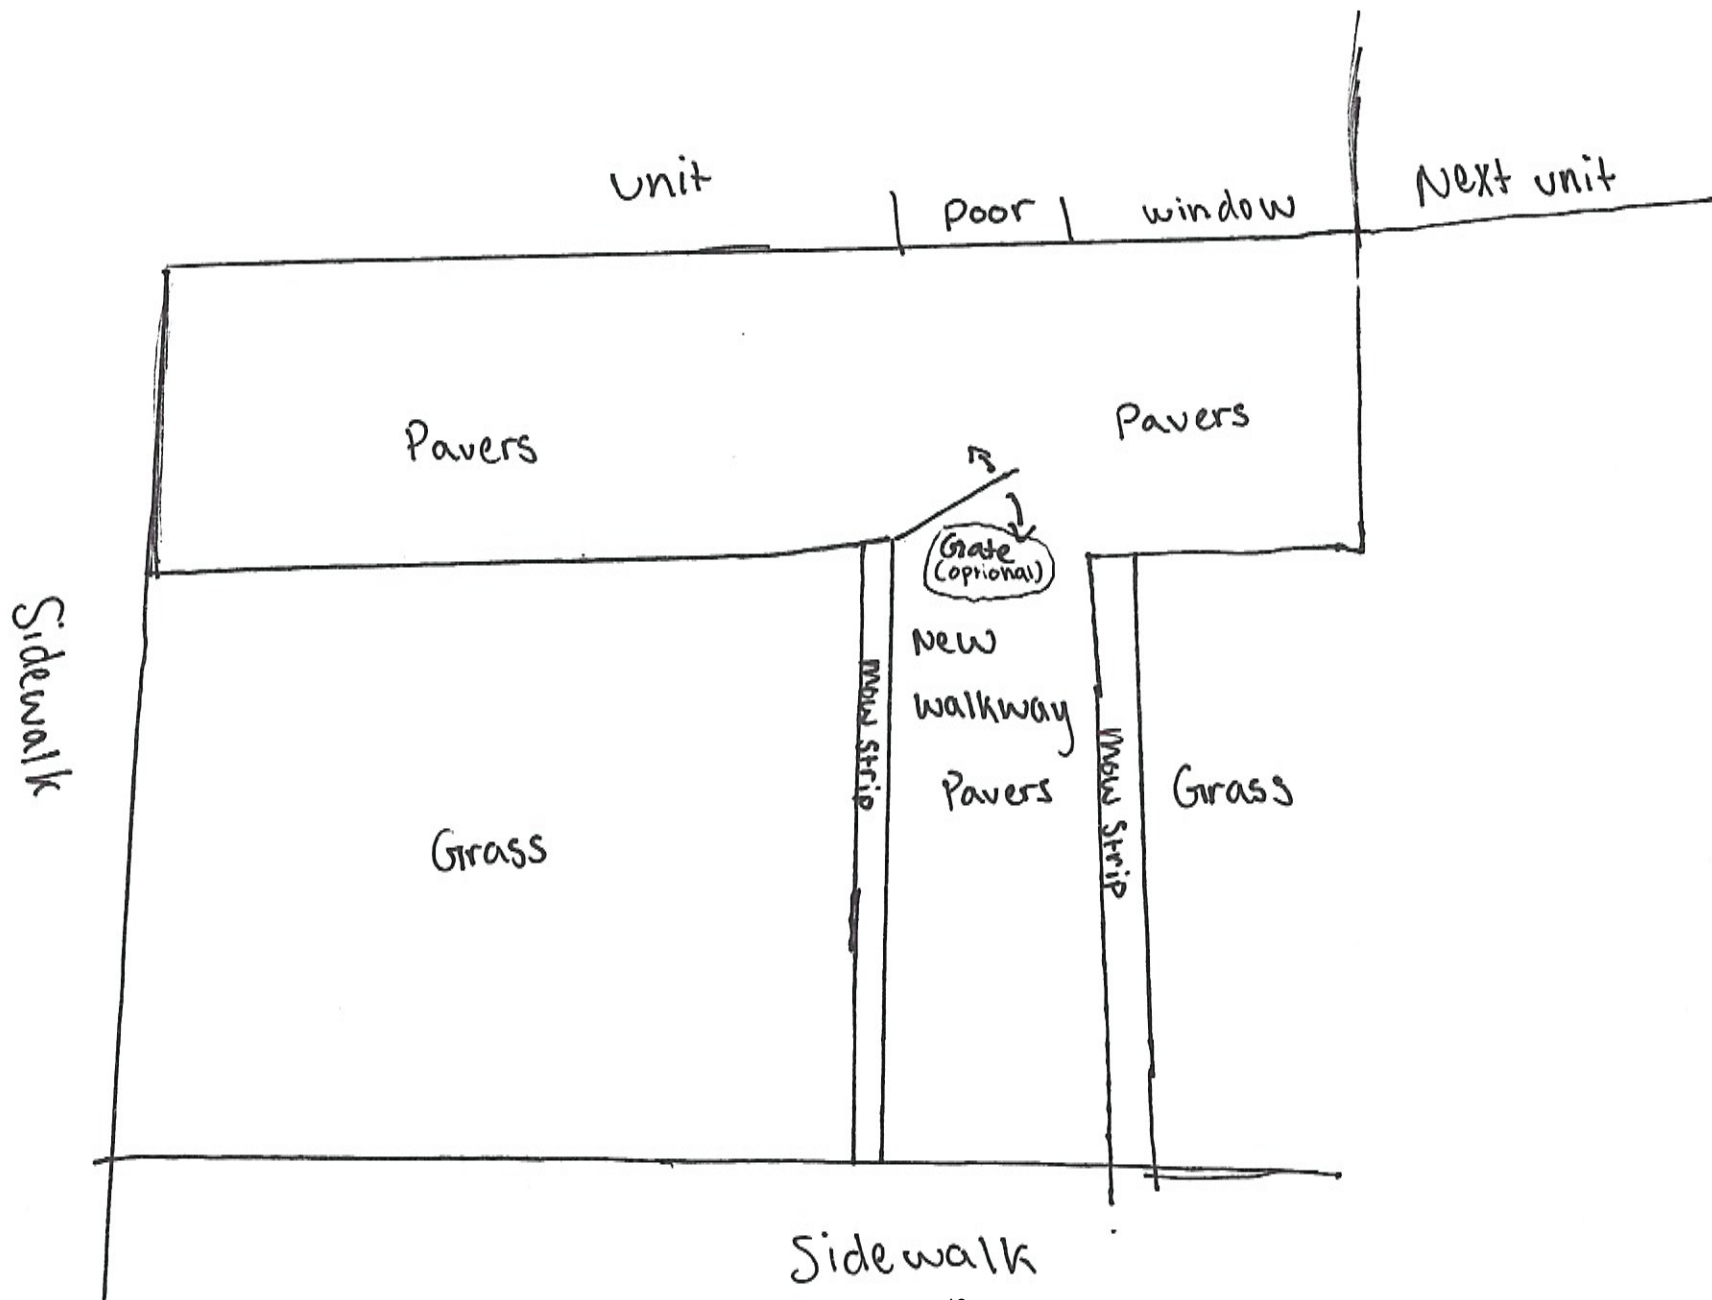 unit
Door
window
Next unit
Pavers
Pavers
Gate
(optional)
New
walkway
Pavers
Mow Strip
Mow Strip
Grass
Grass
Sidewalk
Sidewalk